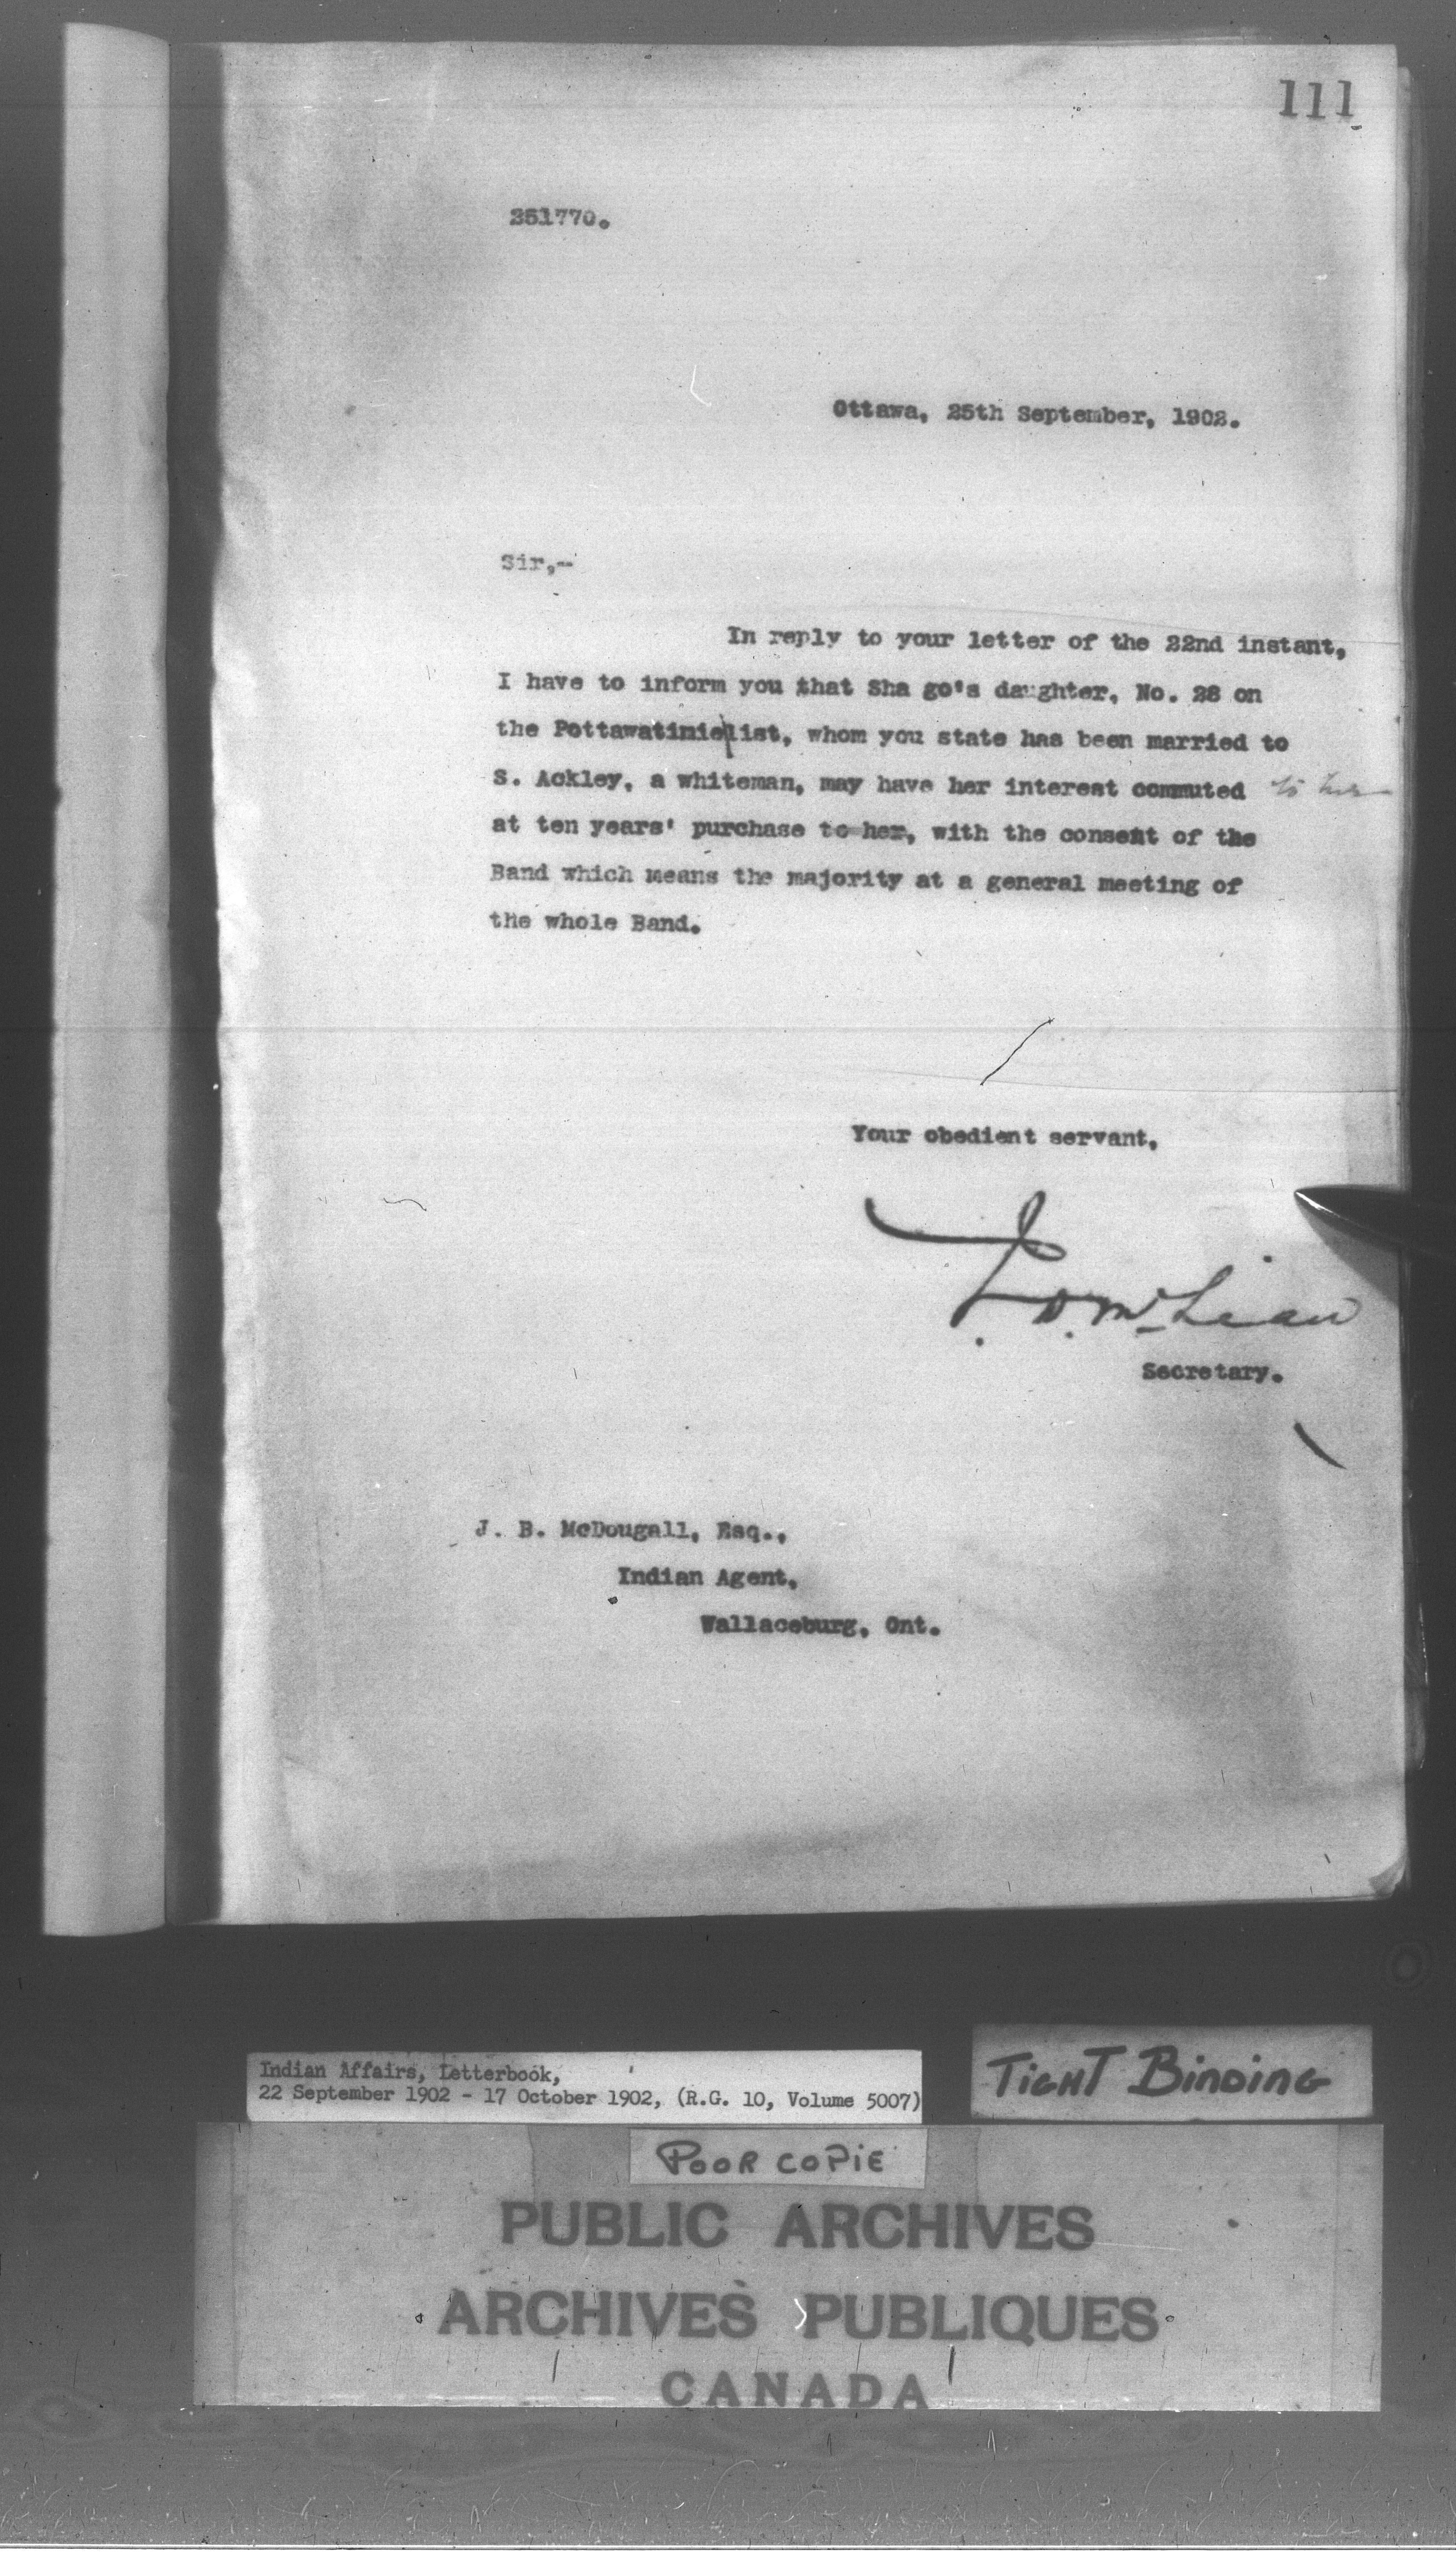 111
251770.
Ottawa, 25th September, 1902.
Sir,--
In reply to your letter of the 22nd instant,
I have to inform you that Sha go's daughter, No. 28 on
the Pottawatimie list, whom you state has been married to
S. Ackley, a whiteman, may have her interest commuted to her
at ten years' purchase to her, with the consent of the
Band which means the majority at a general meeting of
the whole Band.
Your obedient servant,
J. D. McLean
Secretary.
J. B. McDougall, Esq.,
Indian Agent,
Wallaceburg, Ont.
Indian Affairs, Letterbook,
22 September 1902 - 17 October 1902, (R.G. 10, Volume 5007)
TIGHT BINDING
POOR COPIE
PUBLIC ARCHIVES
ARCHIVES PUBLIQUES
CANADA